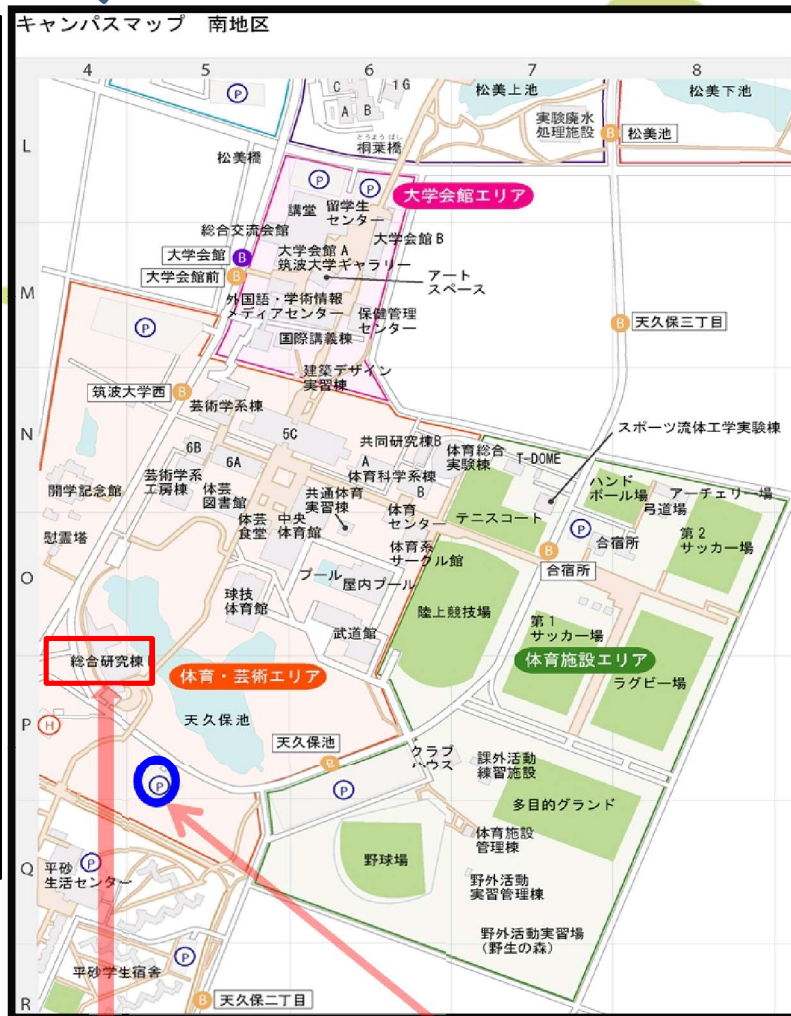 キャンパスマップ 南地区
4
5
6
7
8
L
M
N
O
P
Q
R
P
C
1G
A
B
とうようばし
桐葉橋
松美上池
松美下池
実験廃水
処理施設
B
松美池
松美橋
P
P
大学会館エリア
講堂
留学生
センター
総合交流会館
大学会館
B
大学会館前
B
大学会館A
筑波大学ギャラリー
大学会館B
アート
スペース
外国語・学術情報
メディアセンター
保健管理
センター
国際講義棟
P
B
天久保三丁目
建築デザイン
実習棟
筑波大学西
B
芸術学系棟
スポーツ流体工学実験棟
5C
共同研究棟B
体育総合
実験棟
T-DOME
6B
6A
A
体育科学系棟
B
芸術学系
工房棟
体芸
図書館
共通体育
実習棟
開学記念館
ハンド
ボール場
アーチェリー場
弓道場
慰霊塔
体芸
食堂
中央
体育館
体育
センター
テニスコート
P
合宿所
第2
サッカー場
体育系
サークル館
B
合宿所
プール
屋内プール
球技
体育館
武道館
陸上競技場
第1
サッカー場
体育施設エリア
総合研究棟
体育・芸術エリア
ラグビー場
天久保池
H
天久保池
B
クラブ
ハウス
課外活動
練習施設
P
P
多目的グランド
体育施設
管理棟
野球場
平砂
生活センター
P
野外活動
実習管理棟
野外活動実習場
(野生の森)
P
平砂学生宿舎
B
天久保二丁目